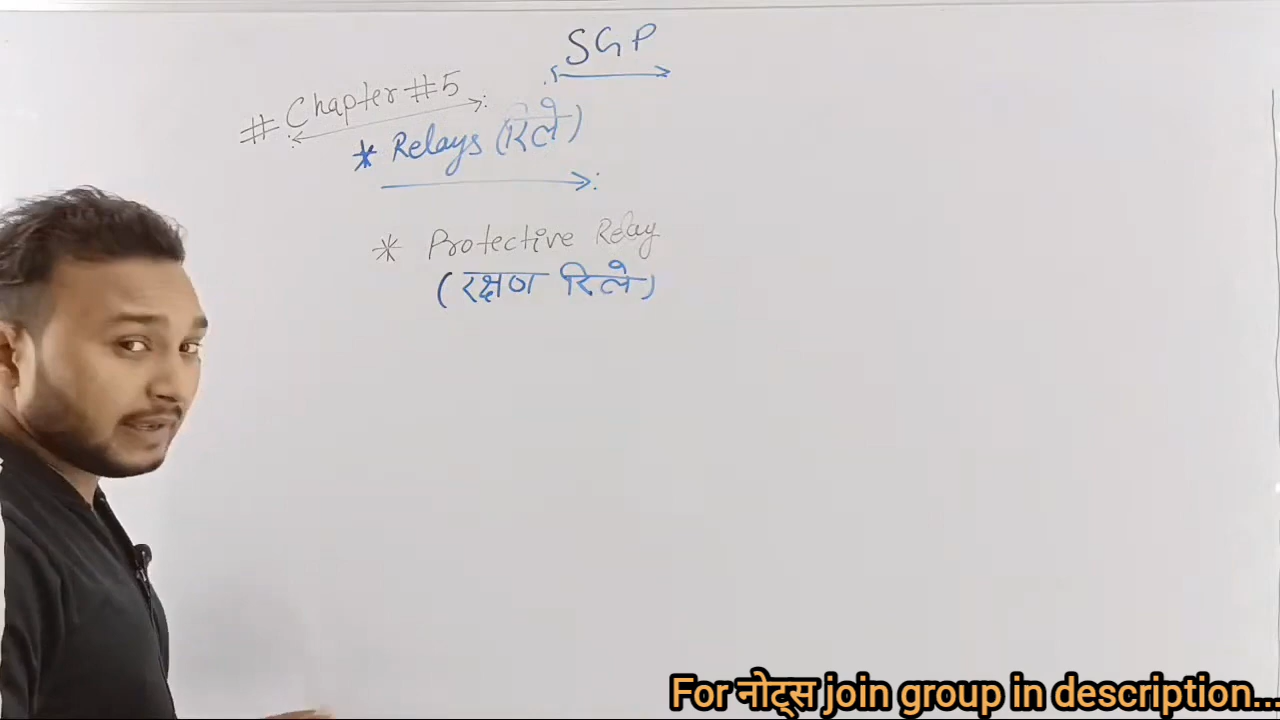 SGP
# Chapter #5
* Relays (रिले)
* Protective Relay
(रक्षण रिले)
For नोट्स join group in description...